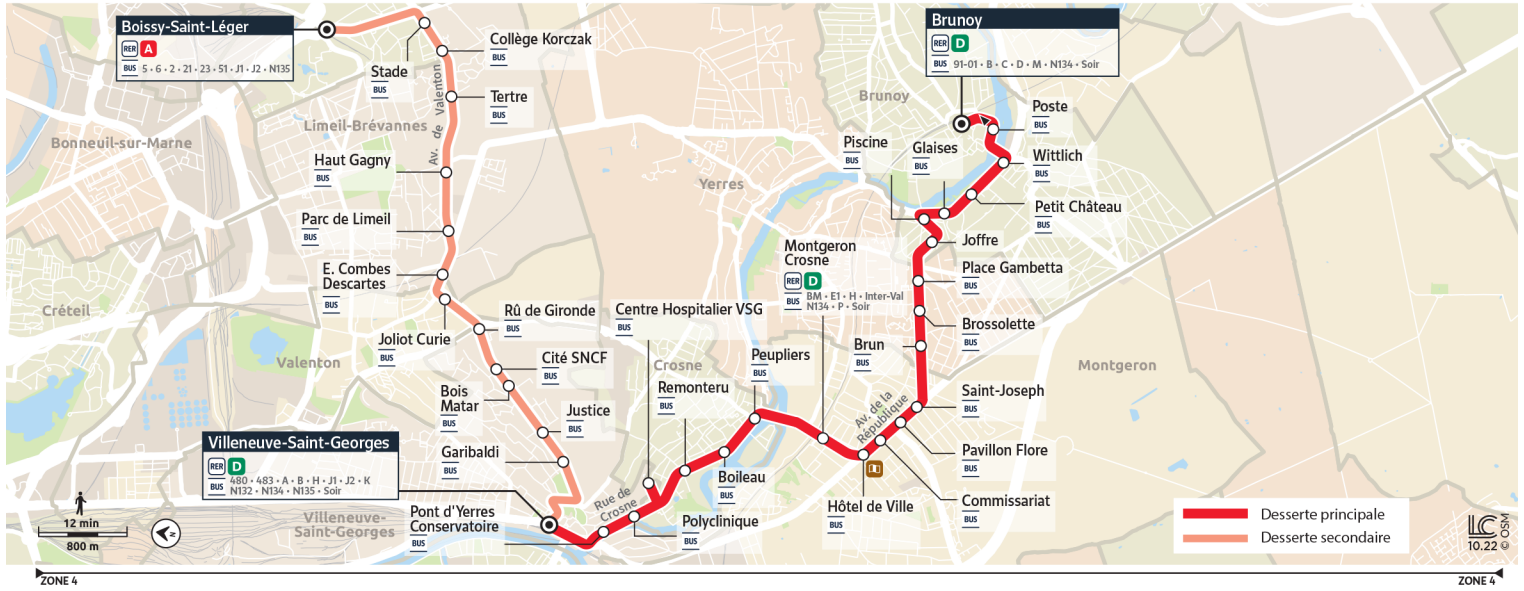 Boissy-Saint-Léger
RER A
BUS 5 • 6 • 2 • 21 • 23 • 51 • J1 • J2 • N135
Stade
BUS
Collège Korczak
BUS
Av. de Valenton
Tertre
BUS
Limeil-Brévannes
Bonneuil-sur-Marne
Haut Gagny
BUS
Parc de Limeil
BUS
E. Combes
Descartes
BUS
Créteil
Joliot Curie
BUS
Rû de Gironde
BUS
Valenton
Cité SNCF
BUS
Bois
Matar
BUS
Justice
BUS
Garibaldi
BUS
Villeneuve-Saint-Georges
RER D
BUS 480 • 483 • A • B • H • J1 • J2 • K
N132 • N134 • N135 • Soir
Villeneuve-
Saint-Georges
Pont d'Yerres
Conservatoire
BUS
Rue de
Crosne
Centre Hospitalier VSG
BUS
Crosne
Remonteru
BUS
Polyclinique
BUS
Boileau
BUS
Peupliers
BUS
Yerres
Montgeron
Crosne
RER D
BUS BM • E1 • H • Inter-Val
N134 • P • Soir
Hôtel de Ville
BUS
Av. de la
République
Commissariat
BUS
Pavillon Flore
BUS
Saint-Joseph
BUS
Brun
BUS
Brossolette
BUS
Place Gambetta
BUS
Joffre
Piscine
BUS
Glaises
BUS
Petit Château
BUS
Wittlich
BUS
Poste
BUS
Brunoy
Brunoy
RER D
BUS 91-01 • B • C • D • M • N134 • Soir
Montgeron
12 min
800 m
N
Desserte principale
Desserte secondaire
LC
10.22 © OSM
ZONE 4
ZONE 4